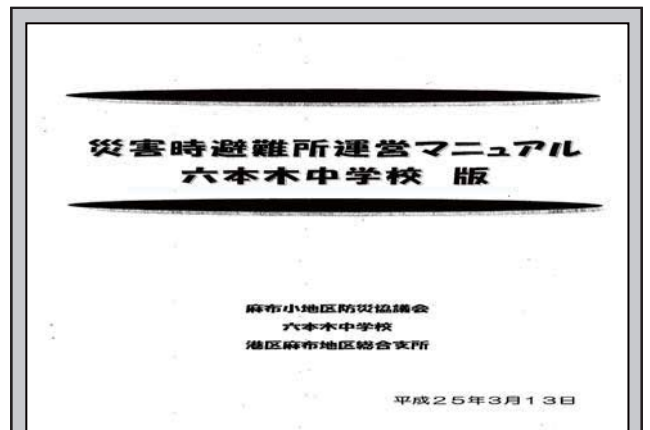 災害時避難所運営マニュアル
六本木中学校 版
麻布小地区防災協議会
六本木中学校
港区麻布地区総合支所
平成25年3月13日